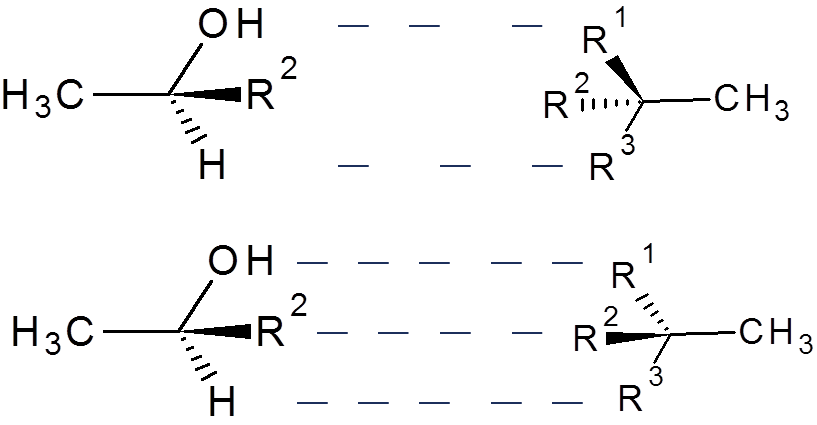 OH
R¹
H₃C
R²
R²
CH₃
H
R³
OH
R¹
H₃C
R²
R²
CH₃
H
R³